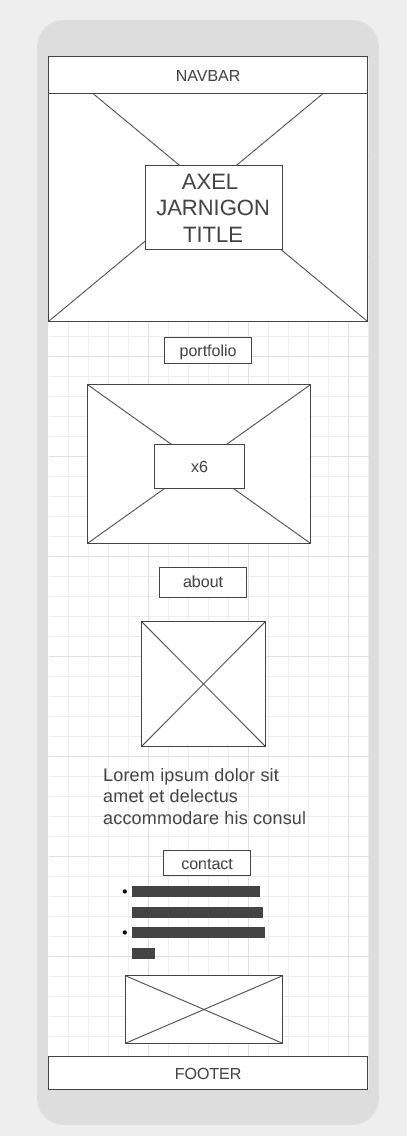 NAVBAR
AXEL
JARNIGON
TITLE
portfolio
x6
about
Lorem ipsum dolor sit
amet et delectus
accommodare his consul
contact
FOOTER